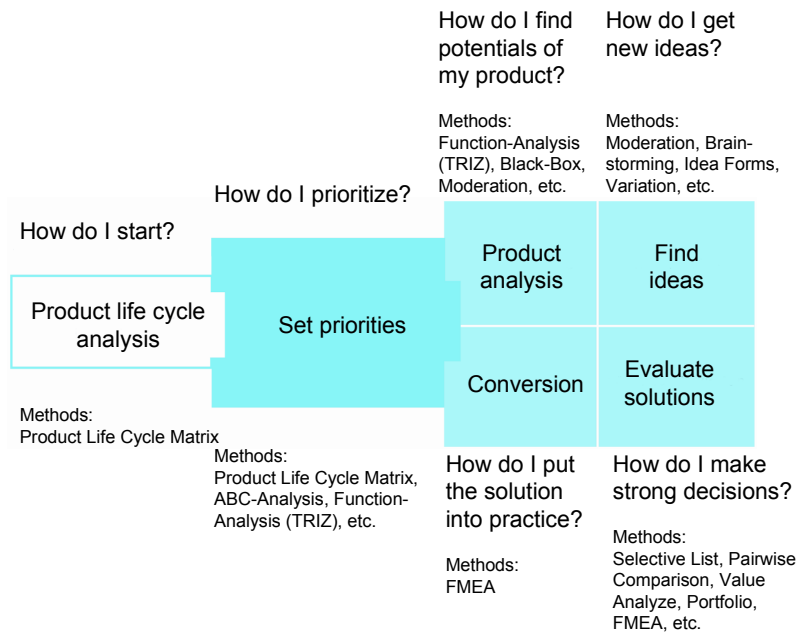 How do I start?
Product life cycle
analysis
Methods:
Product Life Cycle Matrix
How do I prioritize?
Set priorities
Methods:
Product Life Cycle Matrix,
ABC-Analysis, Function-
Analysis (TRIZ), etc.
How do I find
potentials of
my product?
Methods:
Function-Analysis
(TRIZ), Black-Box,
Moderation, etc.
Product
analysis
How do I get
new ideas?
Methods:
Moderation, Brain-
storming, Idea Forms,
Variation, etc.
Find
ideas
Conversion
How do I put
the solution
into practice?
Methods:
FMEA
Evaluate
solutions
How do I make
strong decisions?
Methods:
Selective List, Pairwise
Comparison, Value
Analyze, Portfolio,
FMEA, etc.